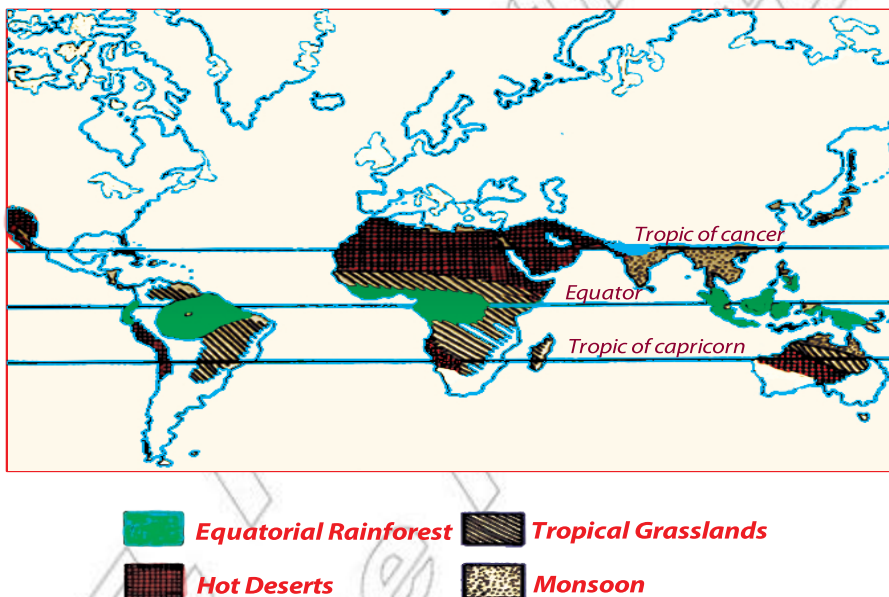 Tropic of cancer
Equator
Tropic of capricorn
Equatorial Rainforest
Tropical Grasslands
Hot Deserts
Monsoon